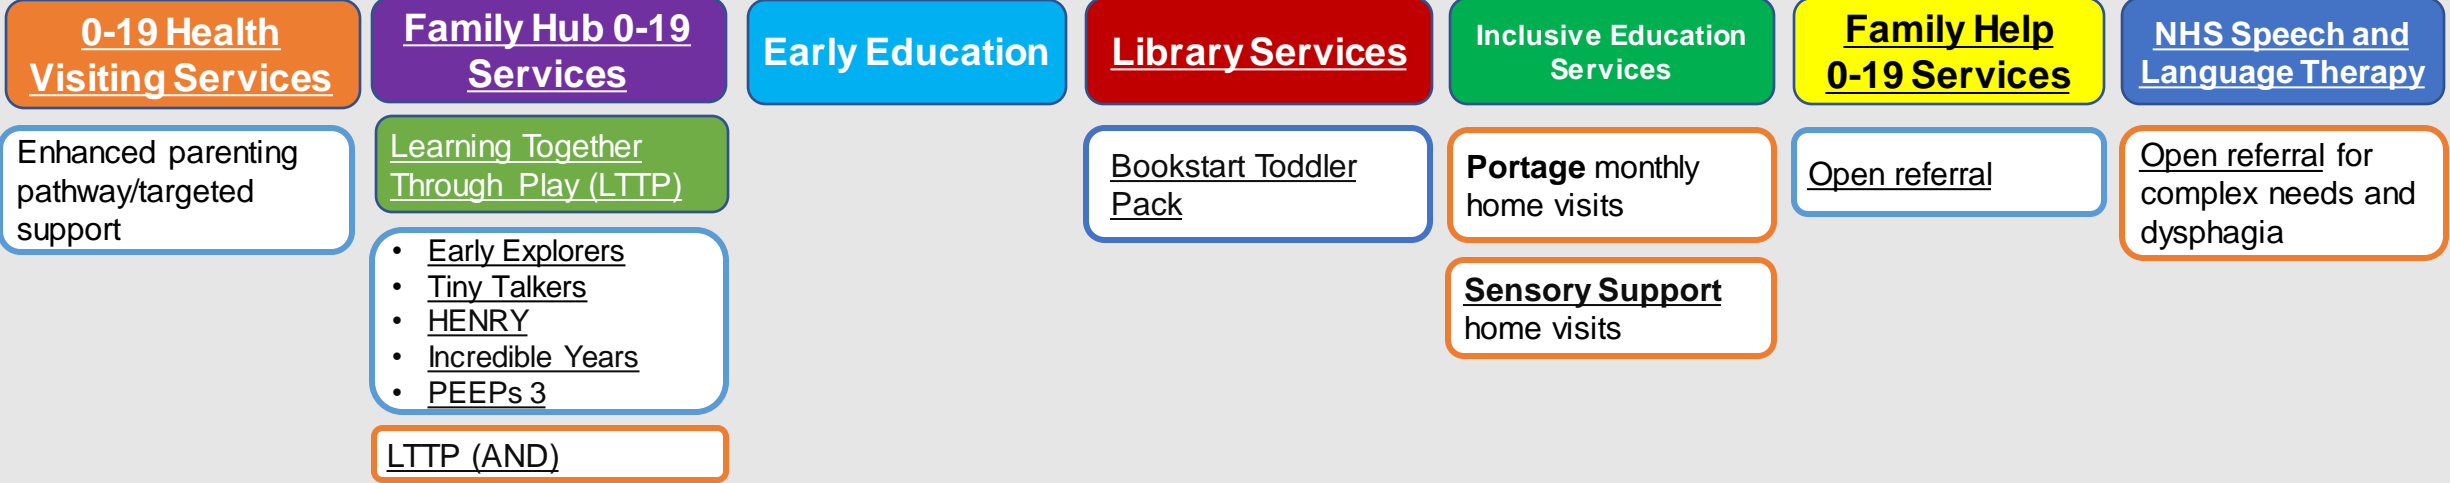 0-19 Health
Visiting Services
Family Hub 0-19
Services
Early Education
Library Services
Inclusive Education
Services
Family Help
0-19 Services
NHS Speech and
Language Therapy
Enhanced parenting
pathway/targeted
support
Learning Together
Through Play (LTTP)
• Early Explorers
• Tiny Talkers
• HENRY
• Incredible Years
• PEEPs 3
LTTP (AND)
Bookstart Toddler
Pack
Portage monthly
home visits
Sensory Support
home visits
Open referral
Open referral for
complex needs and
dysphagia